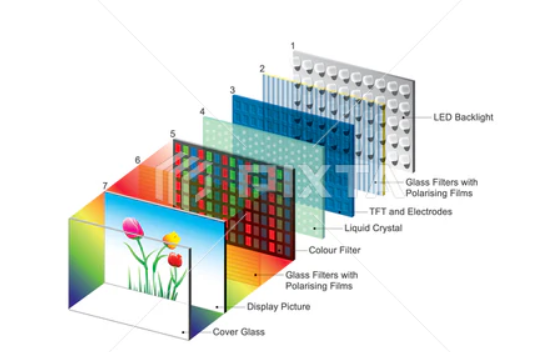 1
LED Backlight
2
Glass Filters with
Polarising Films
3
TFT and Electrodes
4
Liquid Crystal
5
Colour Filter
6
Glass Filters with
Polarising Films
7
Display Picture
Cover Glass
PIXTA